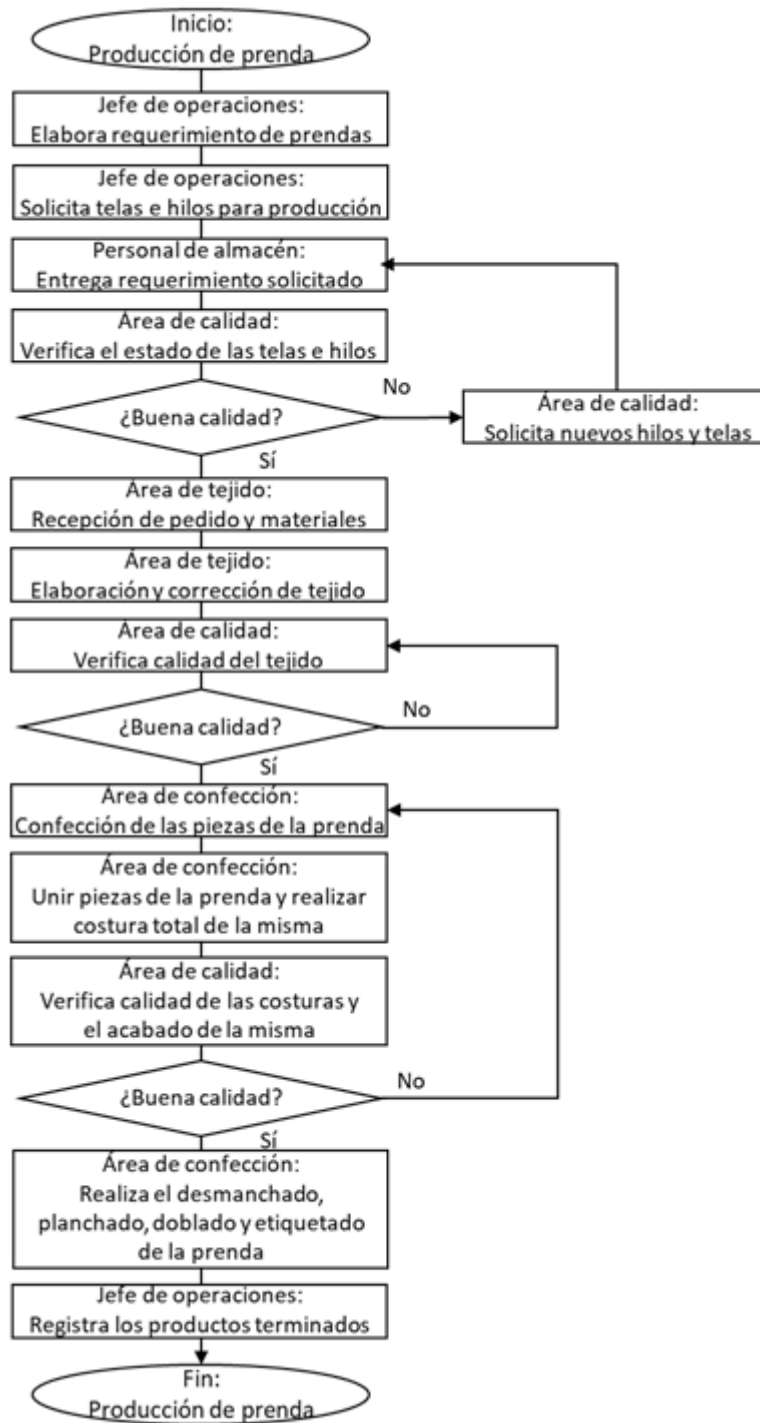 Inicio:
Producción de prenda
Jefe de operaciones:
Elabora requerimiento de prendas
Jefe de operaciones:
Solicita telas e hilos para producción
Personal de almacén:
Entrega requerimiento solicitado
Área de calidad:
Verifica el estado de las telas e hilos
¿Buena calidad?
No
Área de calidad:
Solicita nuevos hilos y telas
Sí
Área de tejido:
Recepción de pedido y materiales
Área de tejido:
Elaboración y corrección de tejido
Área de calidad:
Verifica calidad del tejido
¿Buena calidad?
No
Sí
Área de confección:
Confección de las piezas de la prenda
Área de confección:
Unir piezas de la prenda y realizar
costura total de la misma
Área de calidad:
Verifica calidad de las costuras y
el acabado de la misma
¿Buena calidad?
No
Sí
Área de confección:
Realiza el desmanchado,
planchado, doblado y etiquetado
de la prenda
Jefe de operaciones:
Registra los productos terminados
Fin:
Producción de prenda